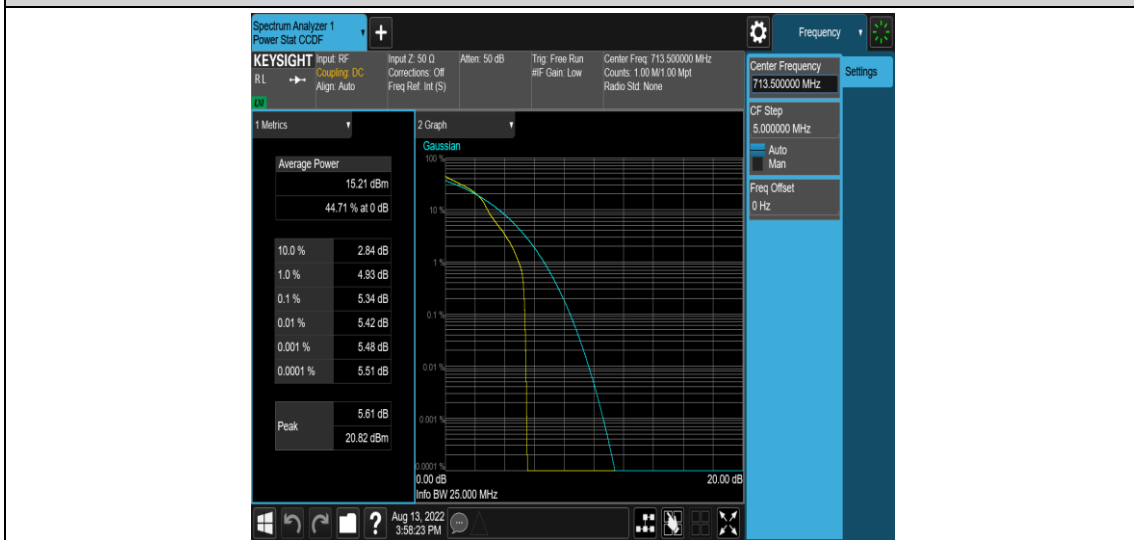 Spectrum Analyzer 1
Power Stat CCDF
+
Frequency
KEYSIGHT
RL
Input: RF
Coupling: DC
Align: Auto
Input Z: 50 Ω
Corrections: Off
Freq Ref: Int (S)
Atten: 50 dB
Trig: Free Run
#IF Gain: Low
Center Freq: 713.500000 MHz
Counts: 1.00 M/1.00 Mpt
Radio Std: None
1 Metrics
Average Power
15.21 dBm
44.71 % at 0 dB
10.0 % 2.84 dB
1.0 % 4.93 dB
0.1 % 5.34 dB
0.01 % 5.42 dB
0.001 % 5.48 dB
0.0001 % 5.51 dB
Peak
5.61 dB
20.82 dBm
2 Graph
Gaussian
100 %
10 %
1 %
0.1 %
0.01 %
0.001 %
0.0001 %
0.00 dB 20.00 dB
Info BW 25.000 MHz
Center Frequency
713.500000 MHz
Settings
CF Step
5.000000 MHz
Auto
Man
Freq Offset
0 Hz
?
Aug 13, 2022
3:58:23 PM